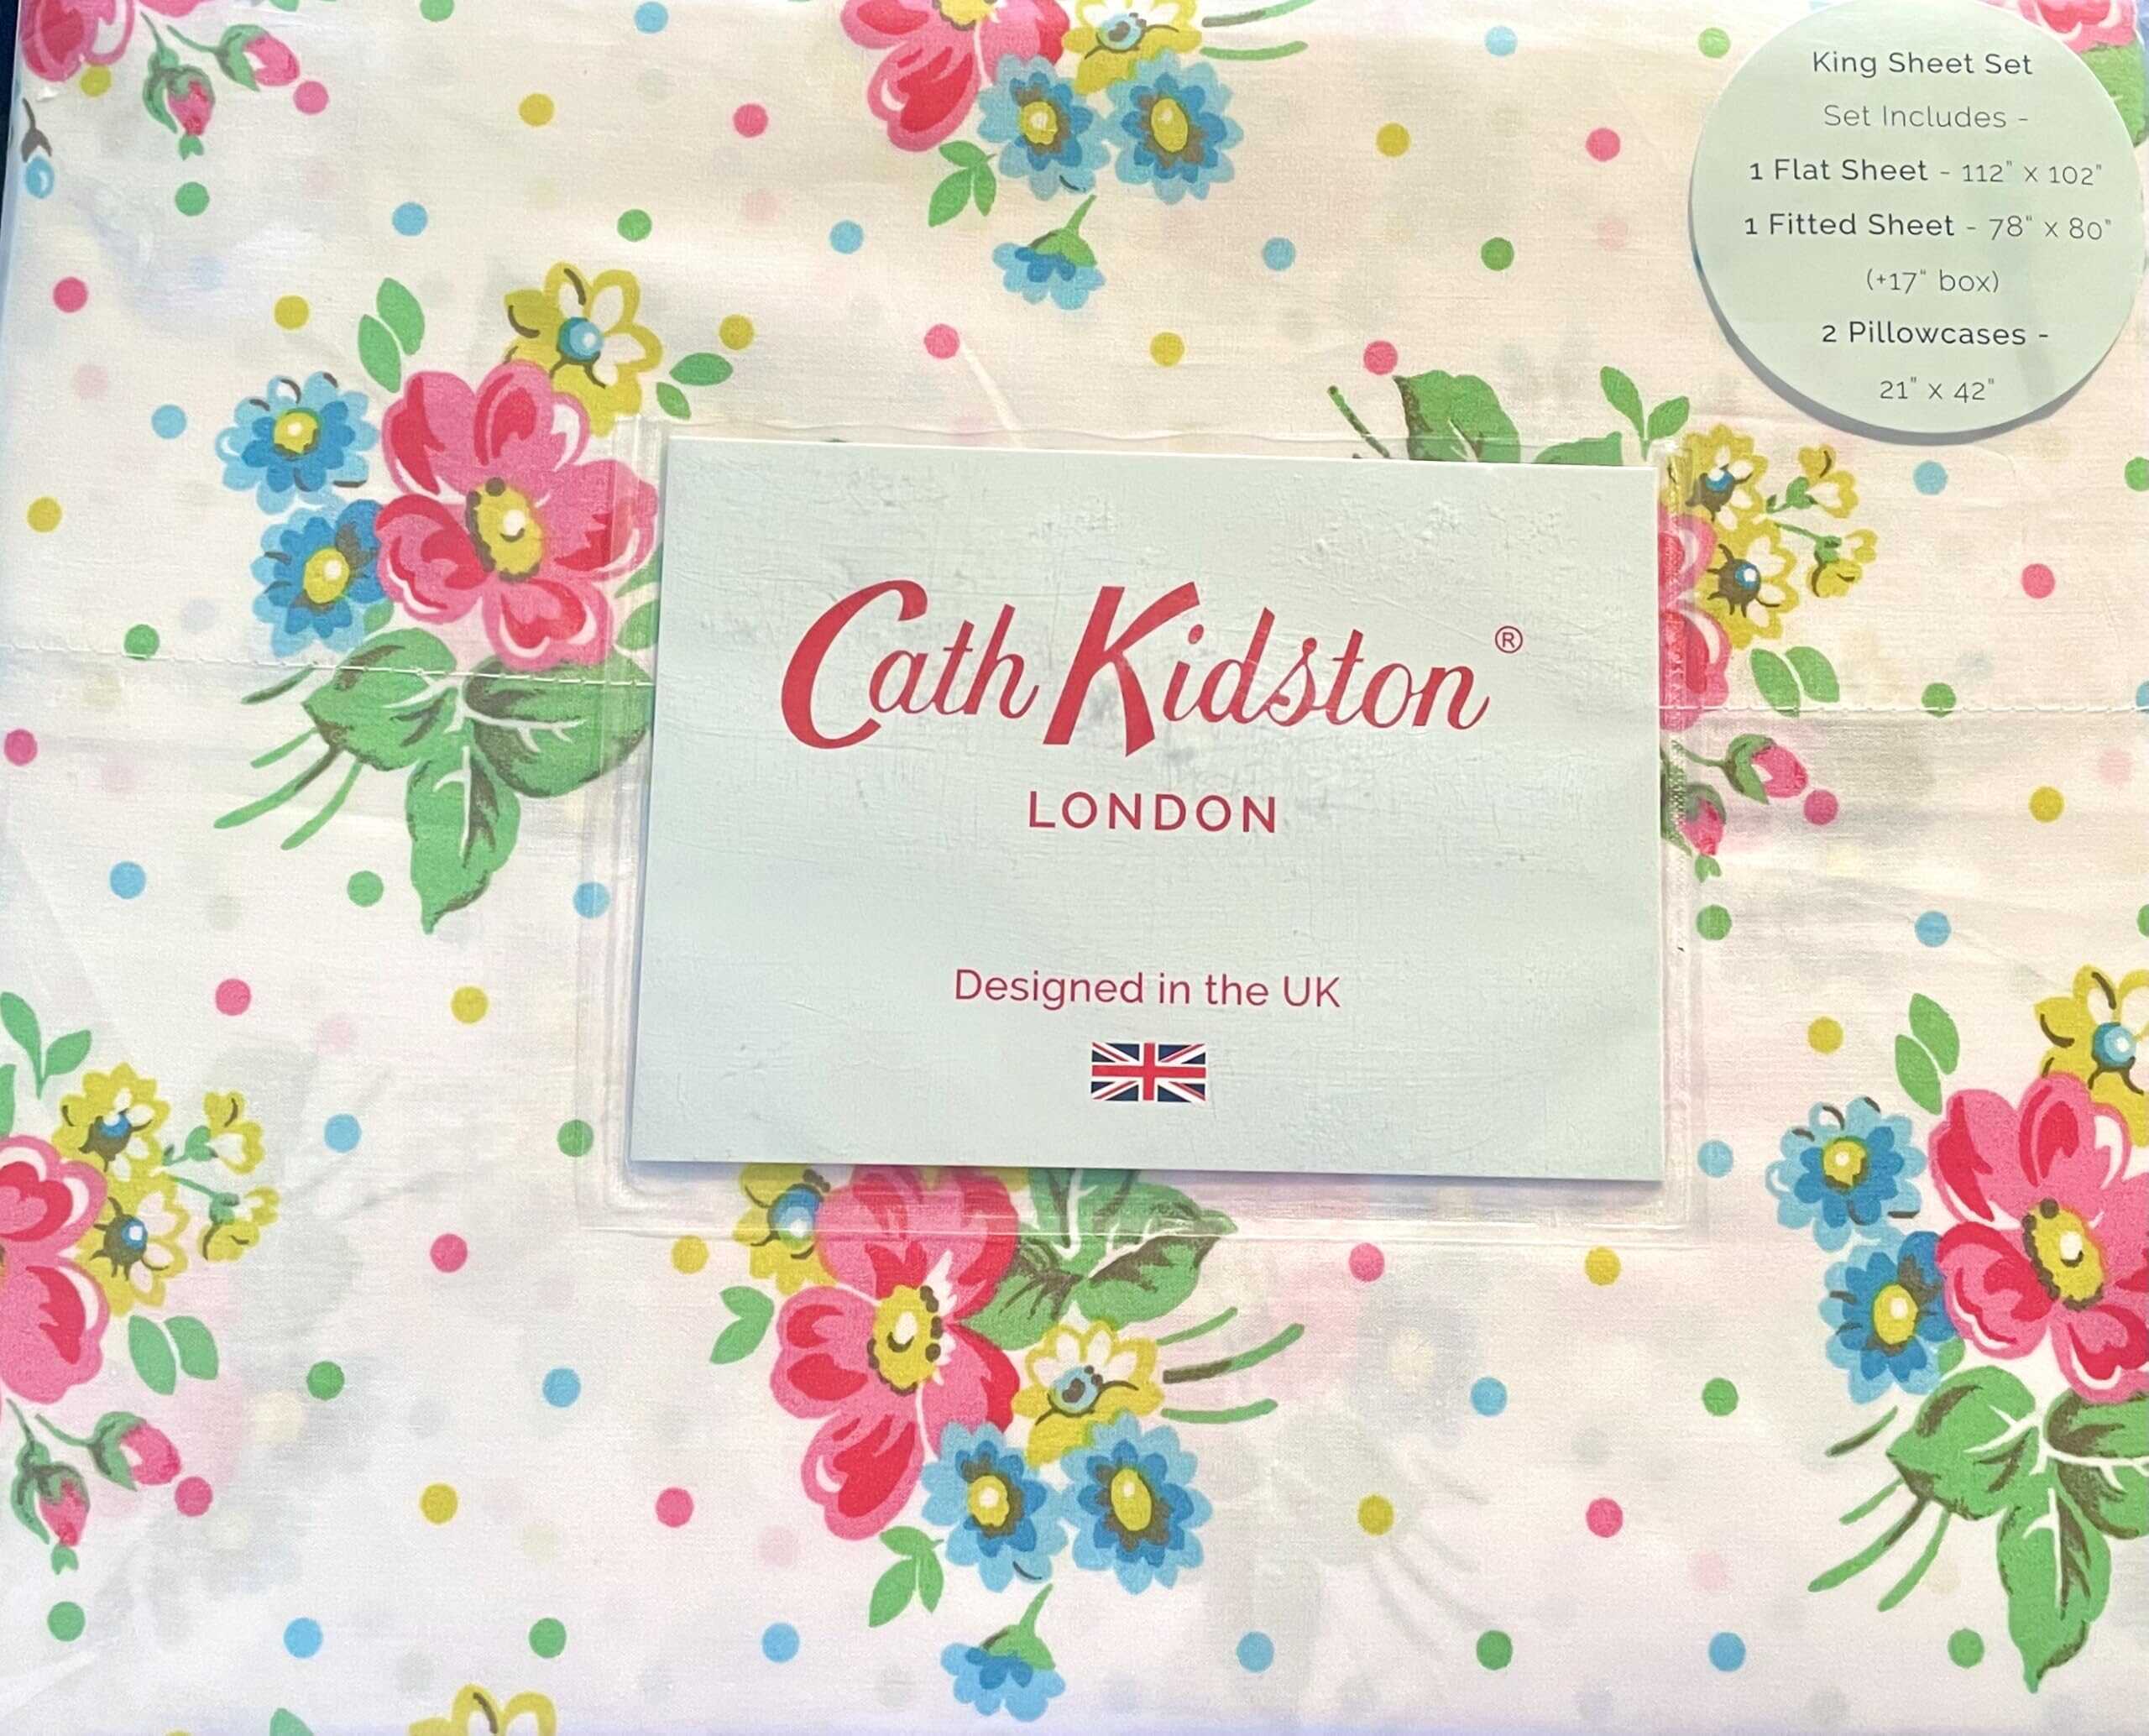 King Sheet Set
Set Includes -
1 Flat Sheet - 112" x 102"
1 Fitted Sheet - 78" x 80"
(+17" box)
2 Pillowcases -
21" x 42"
Cath Kidston®
LONDON
Designed in the UK